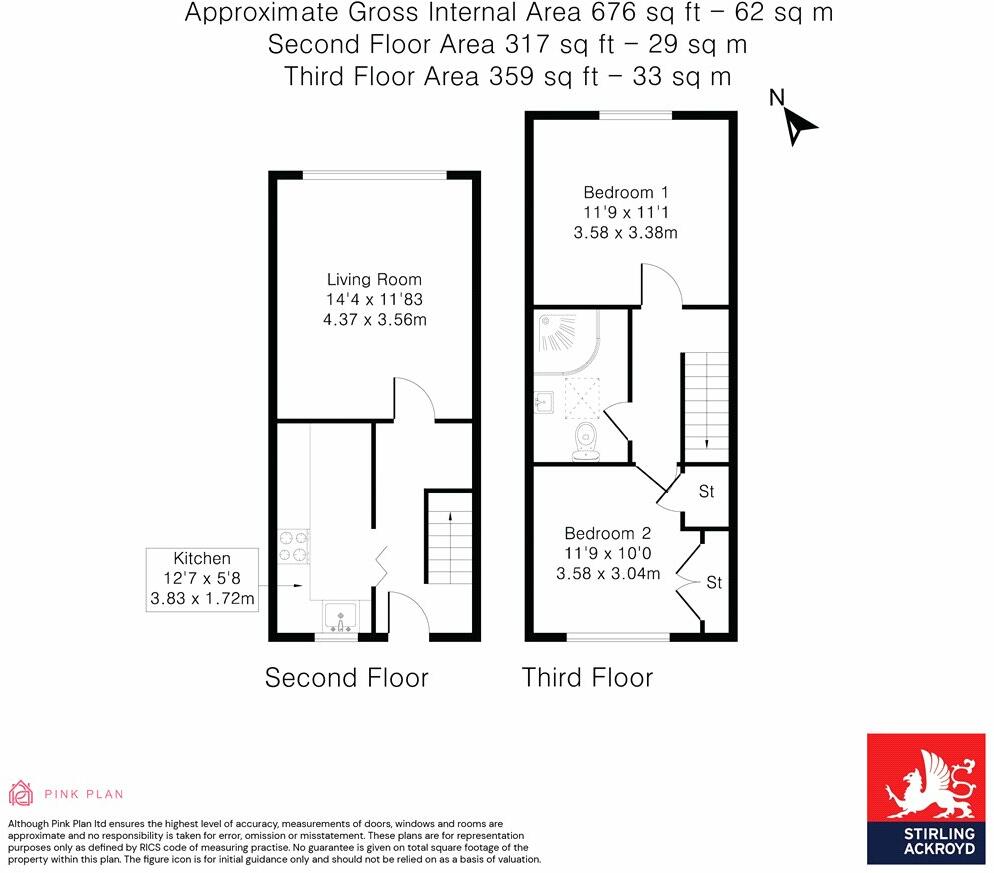 Approximate Gross Internal Area 676 sq ft – 62 sq m
Second Floor Area 317 sq ft – 29 sq m
Third Floor Area 359 sq ft – 33 sq m
N
Bedroom 1
11'9 x 11'1
3.58 x 3.38m
Living Room
14'4 x 11'83
4.37 x 3.56m
St
Bedroom 2
11'9 x 10'0
3.58 x 3.04m
St
Kitchen
12'7 x 5'8
3.83 x 1.72m
Second Floor
Third Floor
PINK PLAN
Although Pink Plan ltd ensures the highest level of accuracy, measurements of doors, windows and rooms are
approximate and no responsibility is taken for error, omission or misstatement. These plans are for representation
purposes only as defined by RICS code of measuring practise. No guarantee is given on total square footage of the
property within this plan. The figure icon is for initial guidance only and should not be relied on as a basis of valuation.
STIRLING
ACKROYD